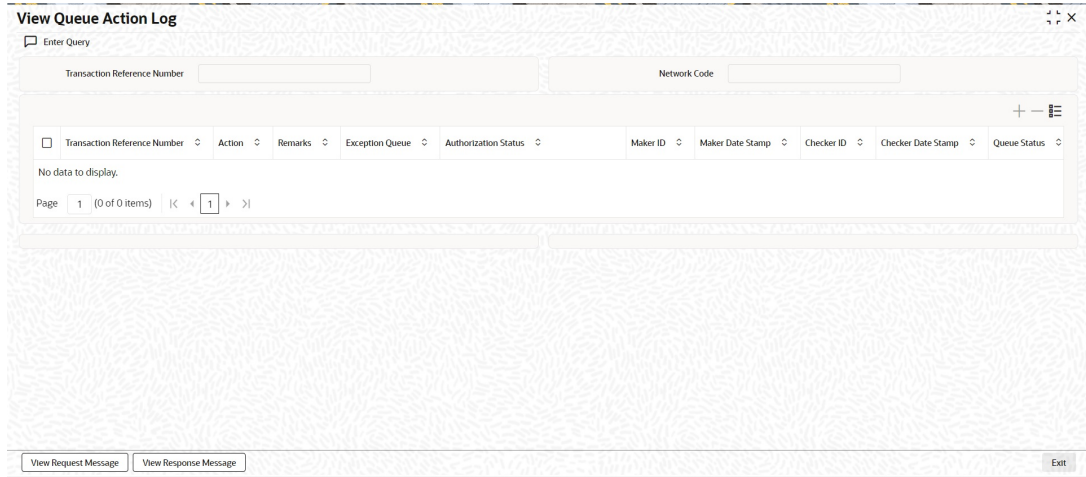 View Queue Action Log
Enter Query
Transaction Reference Number
Network Code
Transaction Reference Number Action Remarks Exception Queue Authorization Status Maker ID Maker Date Stamp Checker ID Checker Date Stamp Queue Status
No data to display.
Page 1 (0 of 0 items) 1
View Request Message View Response Message Exit